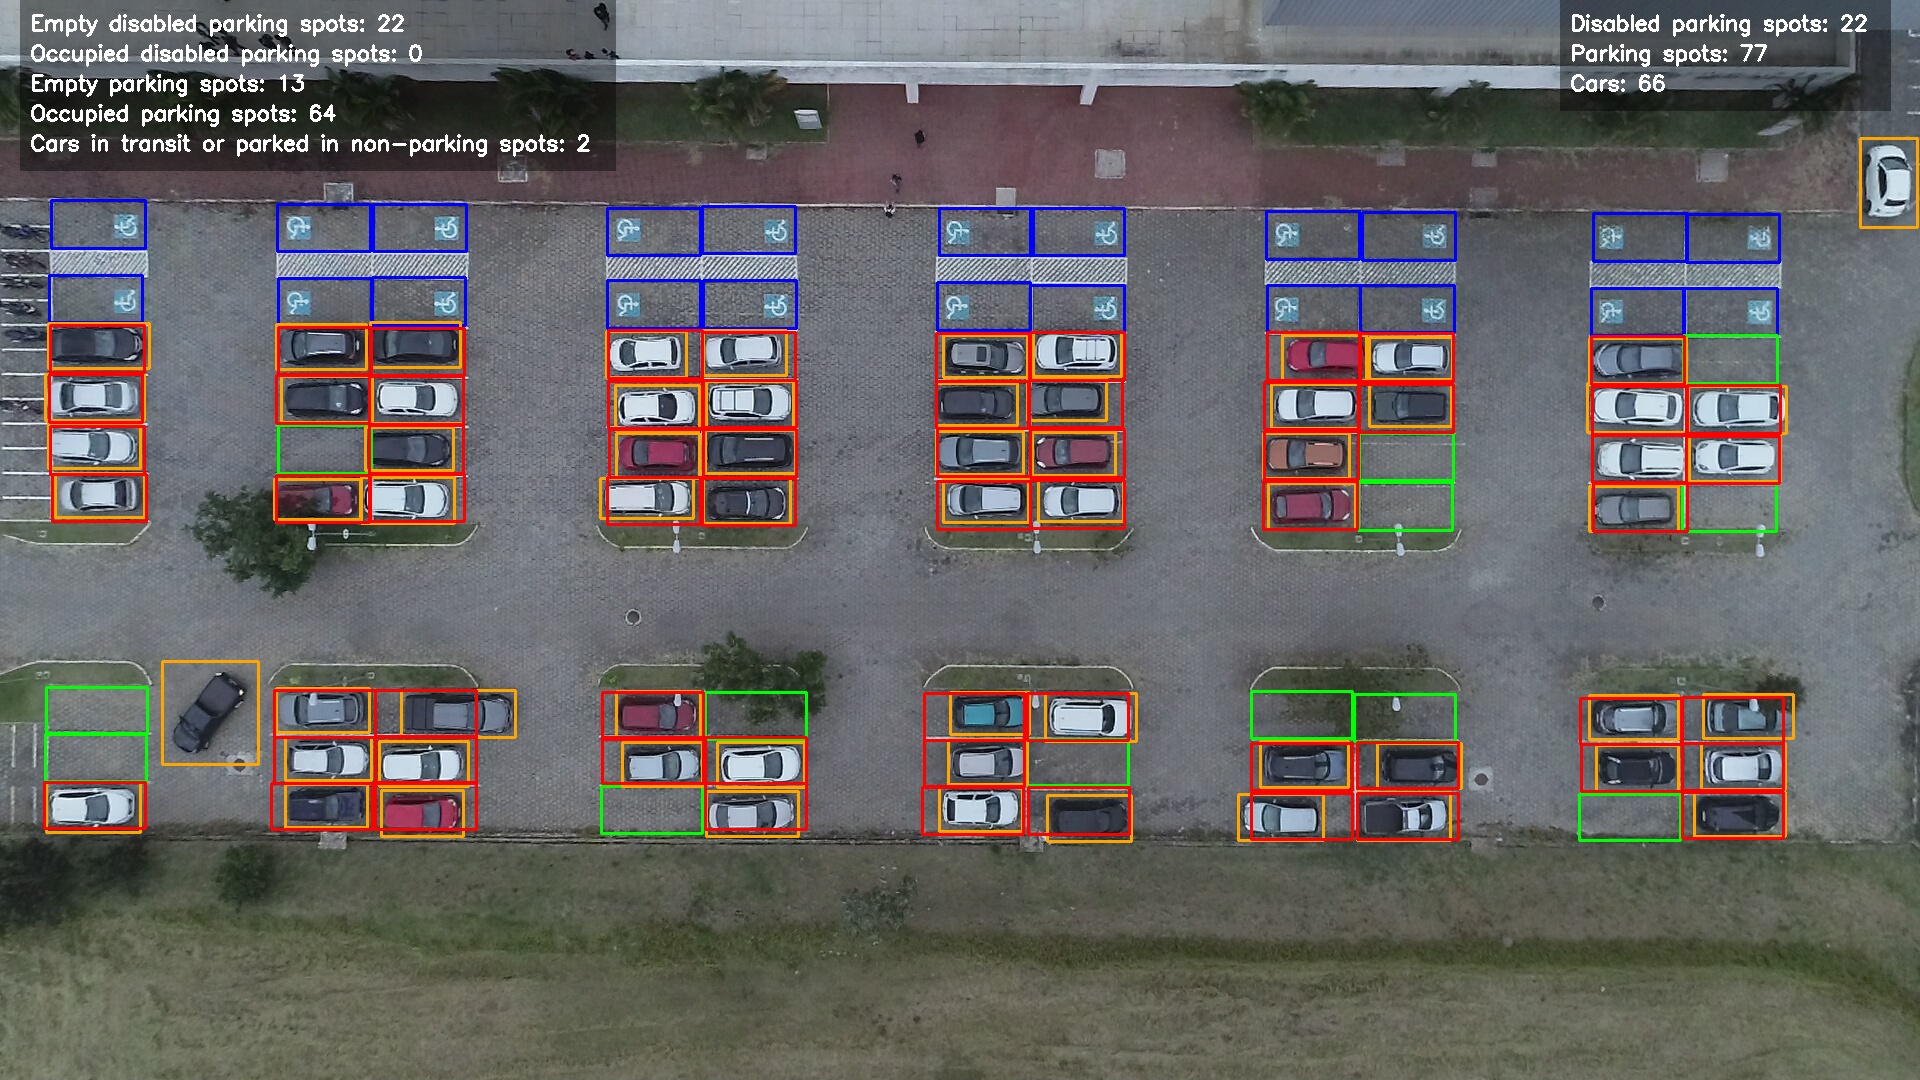 Empty disabled parking spots: 22
Occupied disabled parking spots: 0
Empty parking spots: 13
Occupied parking spots: 64
Cars in transit or parked in non-parking spots: 2
Disabled parking spots: 22
Parking spots: 77
Cars: 66